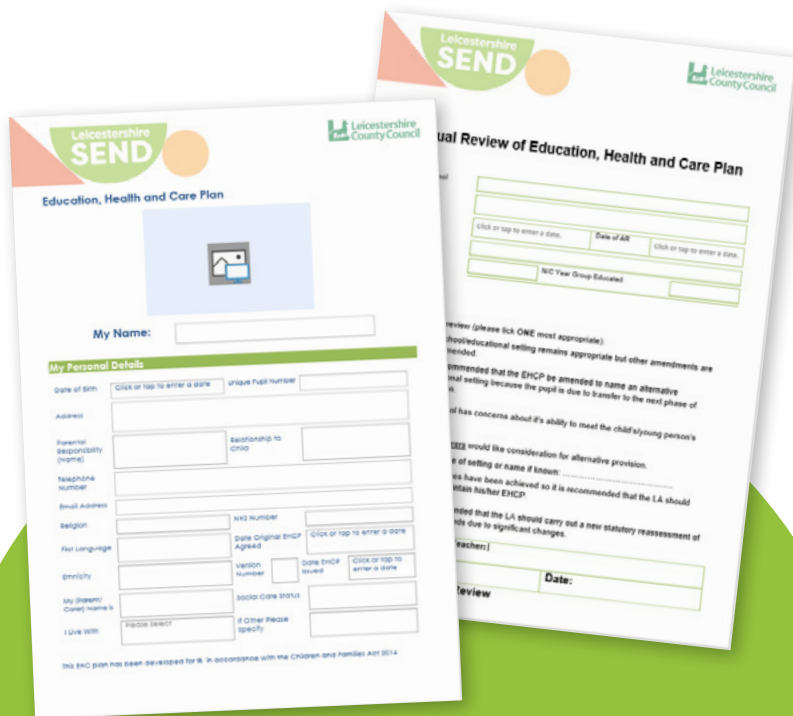 Leicestershire
SEND
Leicestershire
County Council
Education, Health and Care Plan
My Name:
My Personal Details
Date of Birth
Click or tap to enter a date
Unique Pupil Number
Address
Parental
Responsibility
(Name)
Relationship to
Child
Telephone
Number
Email Address
Religion
NHS Number
First Language
Date Original EHCP
Agreed
Click or tap to enter a date
Ethnicity
Version
Number
Date EHCP
Issued
Click or tap to
enter a date
My (Parent/
Carer) Name is
Social Care Status
I Live With
Please Select
If Other Please
Specify
This EHC plan has been developed for in accordance with the Children and Families Act 2014
Leicestershire
SEND
Leicestershire
County Council
ual Review of Education, Health and Care Plan
Click or tap to enter a date.
Date of AR
Click or tap to enter a date.
N/C Year Group Educated
review (please tick ONE most appropriate).
chool/educational setting remains appropriate but other amendments are
ended.
ommended that the EHCP be amended to name an alternative
nal setting because the pupil is due to transfer to the next phase of
n.
ol has concerns about it's ability to meet the child's/young person's
would like consideration for alternative provision.
e of setting or name if known: ..........................................
es have been achieved so it is recommended that the LA should
intain his/her EHCP.
nded that the LA should carry out a new statutory reassessment of
ds due to significant changes.
Teacher:
Date:
Review